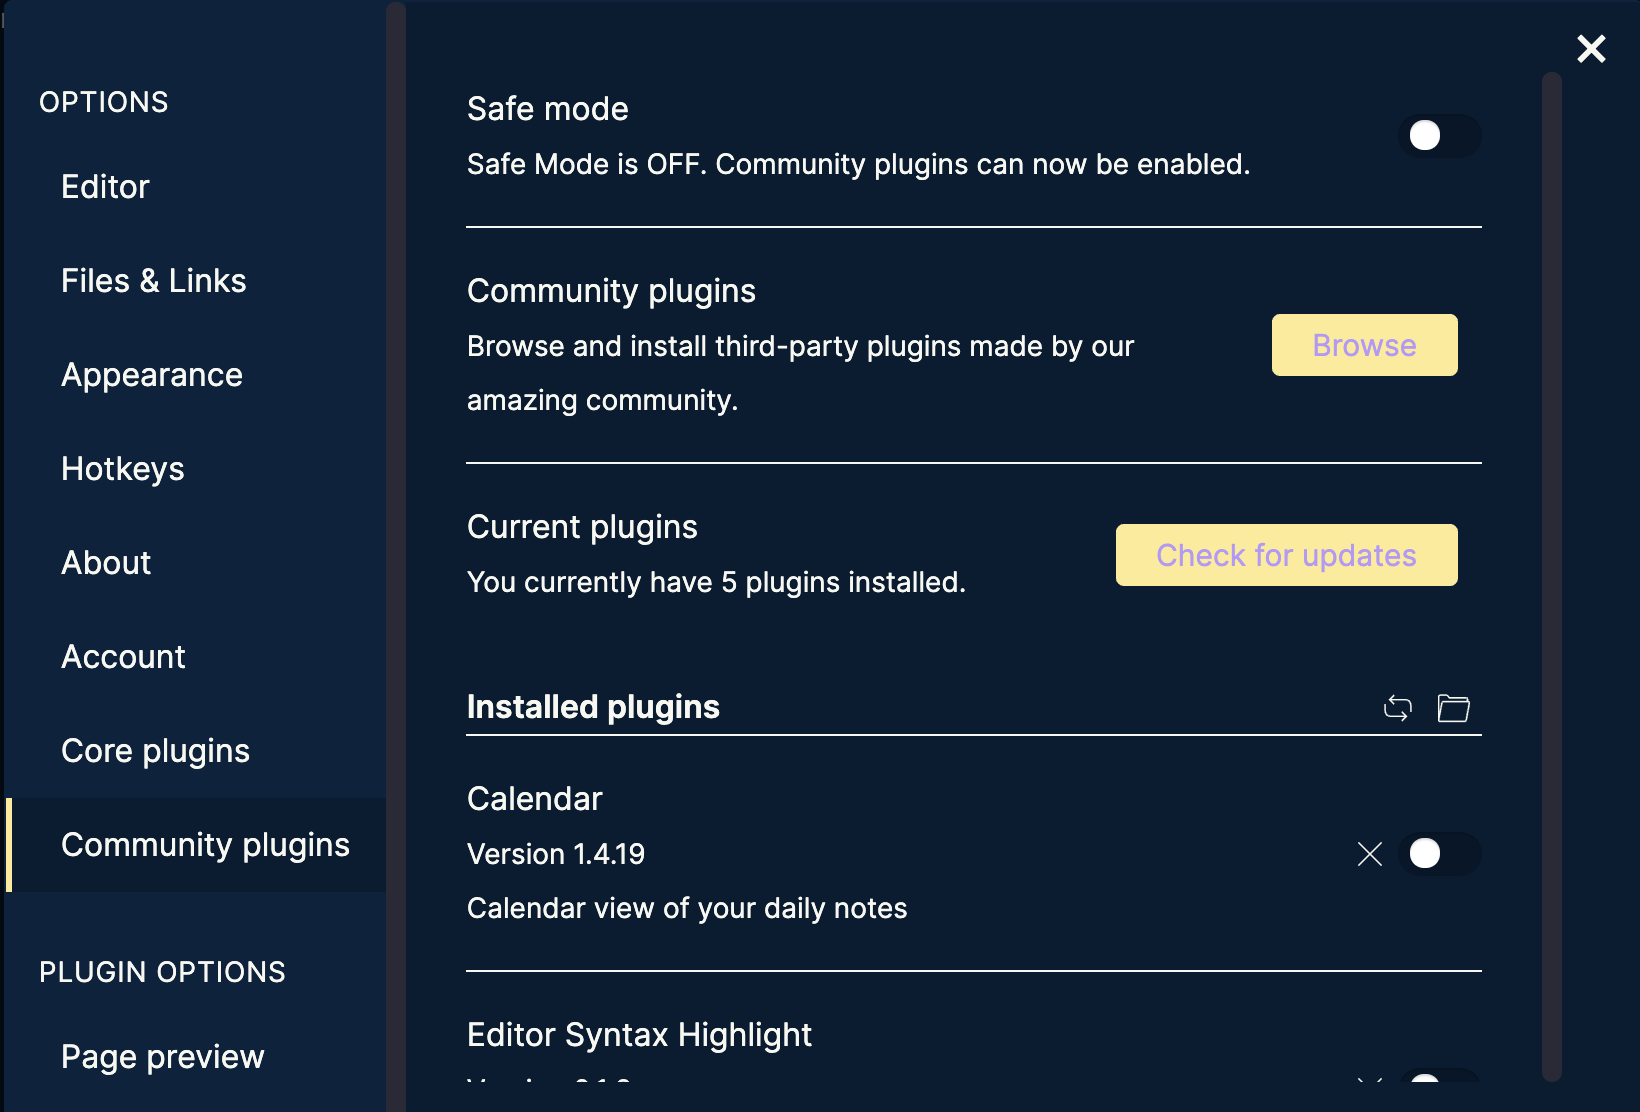 OPTIONS
Editor
Files & Links
Appearance
Hotkeys
About
Account
Core plugins
Community plugins
PLUGIN OPTIONS
Page preview
Safe mode
Safe Mode is OFF. Community plugins can now be enabled.
Community plugins
Browse and install third-party plugins made by our
amazing community.
Browse
Current plugins
You currently have 5 plugins installed.
Check for updates
Installed plugins
Calendar
Version 1.4.19
Calendar view of your daily notes
Editor Syntax Highlight